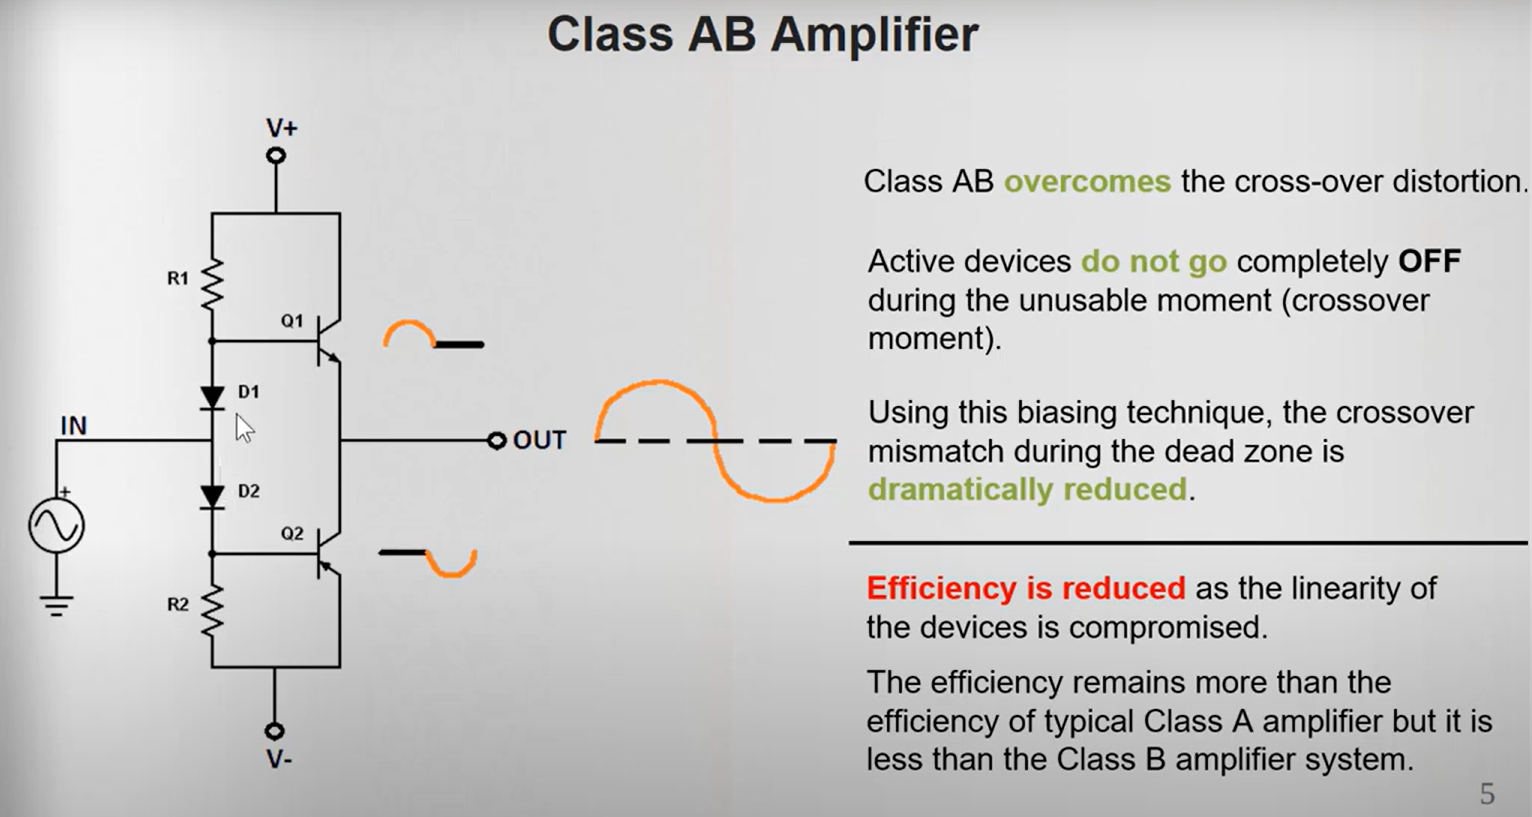 Class AB Amplifier
V+
R1
Q1
D1
IN
OUT
+
D2
Q2
R2
V-
Class AB overcomes the cross-over distortion.
Active devices do not go completely OFF
during the unusable moment (crossover
moment).
Using this biasing technique, the crossover
mismatch during the dead zone is
dramatically reduced.
Efficiency is reduced as the linearity of
the devices is compromised.
The efficiency remains more than the
efficiency of typical Class A amplifier but it is
less than the Class B amplifier system.
5